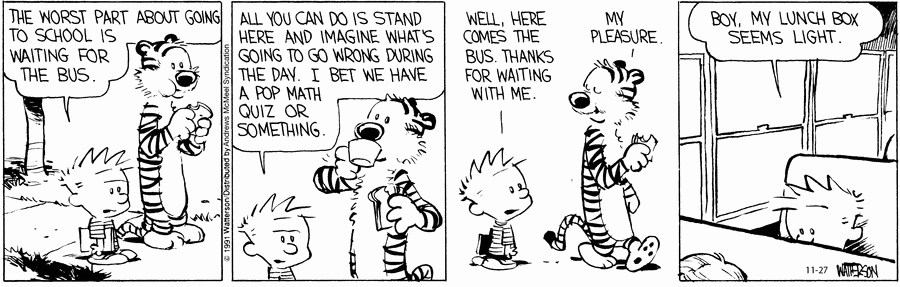 THE WORST PART ABOUT GOING
TO SCHOOL IS
WAITING FOR
THE BUS.
© 1991 Watterson/Distributed by Andrews McMeel Syndication
ALL YOU CAN DO IS STAND
HERE AND IMAGINE WHAT'S
GOING TO GO WRONG DURING
THE DAY. I BET WE HAVE
A POP MATH
QUIZ OR
SOMETHING.
WELL, HERE
COMES THE
BUS. THANKS
FOR WAITING
WITH ME.
MY
PLEASURE.
BOY, MY LUNCH BOX
SEEMS LIGHT.
11-27 WATTERSON